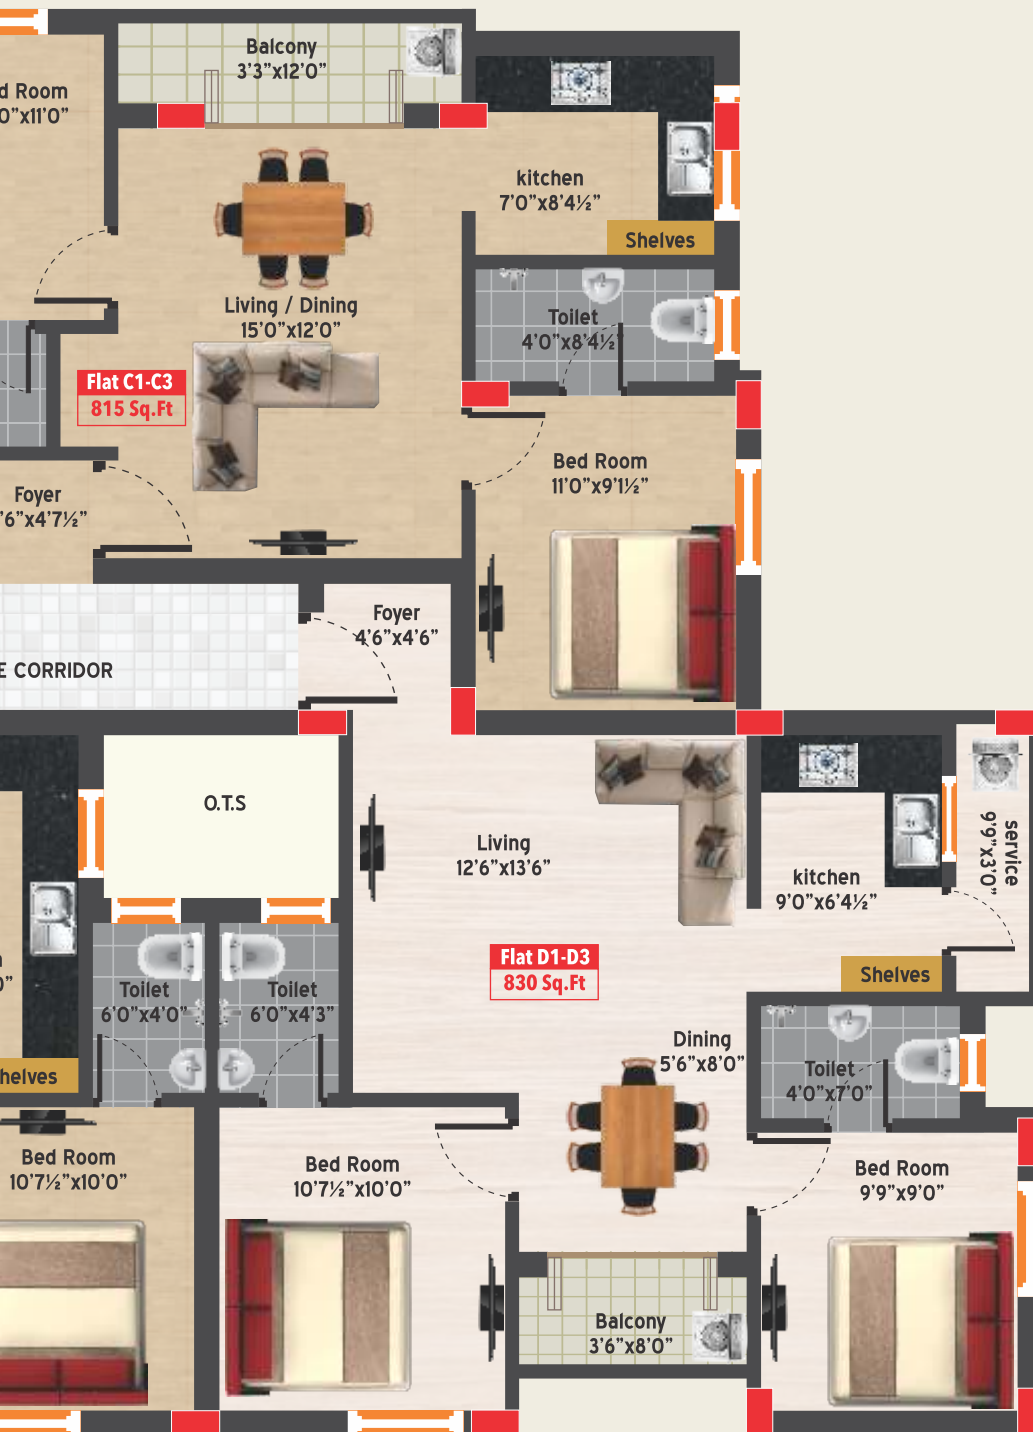 Balcony
3'3"x12'0"
d Room
0"x11'0"
kitchen
7'0"x8'4½"
Shelves
Living / Dining
15'0"x12'0"
Toilet
4'0"x8'4½"
Flat C1-C3
815 Sq.Ft
Bed Room
11'0"x9'1½"
Foyer
'6"x4'7½"
Foyer
4'6"x4'6"
E CORRIDOR
O.T.S
Living
12'6"x13'6"
kitchen
9'0"x6'4½"
service
9'9"x3'0"
Flat D1-D3
830 Sq.Ft
Shelves
Toilet
6'0"x4'0"
Toilet
6'0"x4'3"
Dining
5'6"x8'0"
Toilet
4'0"x7'0"
helves
Bed Room
10'7½"x10'0"
Bed Room
10'7½"x10'0"
Bed Room
9'9"x9'0"
Balcony
3'6"x8'0"